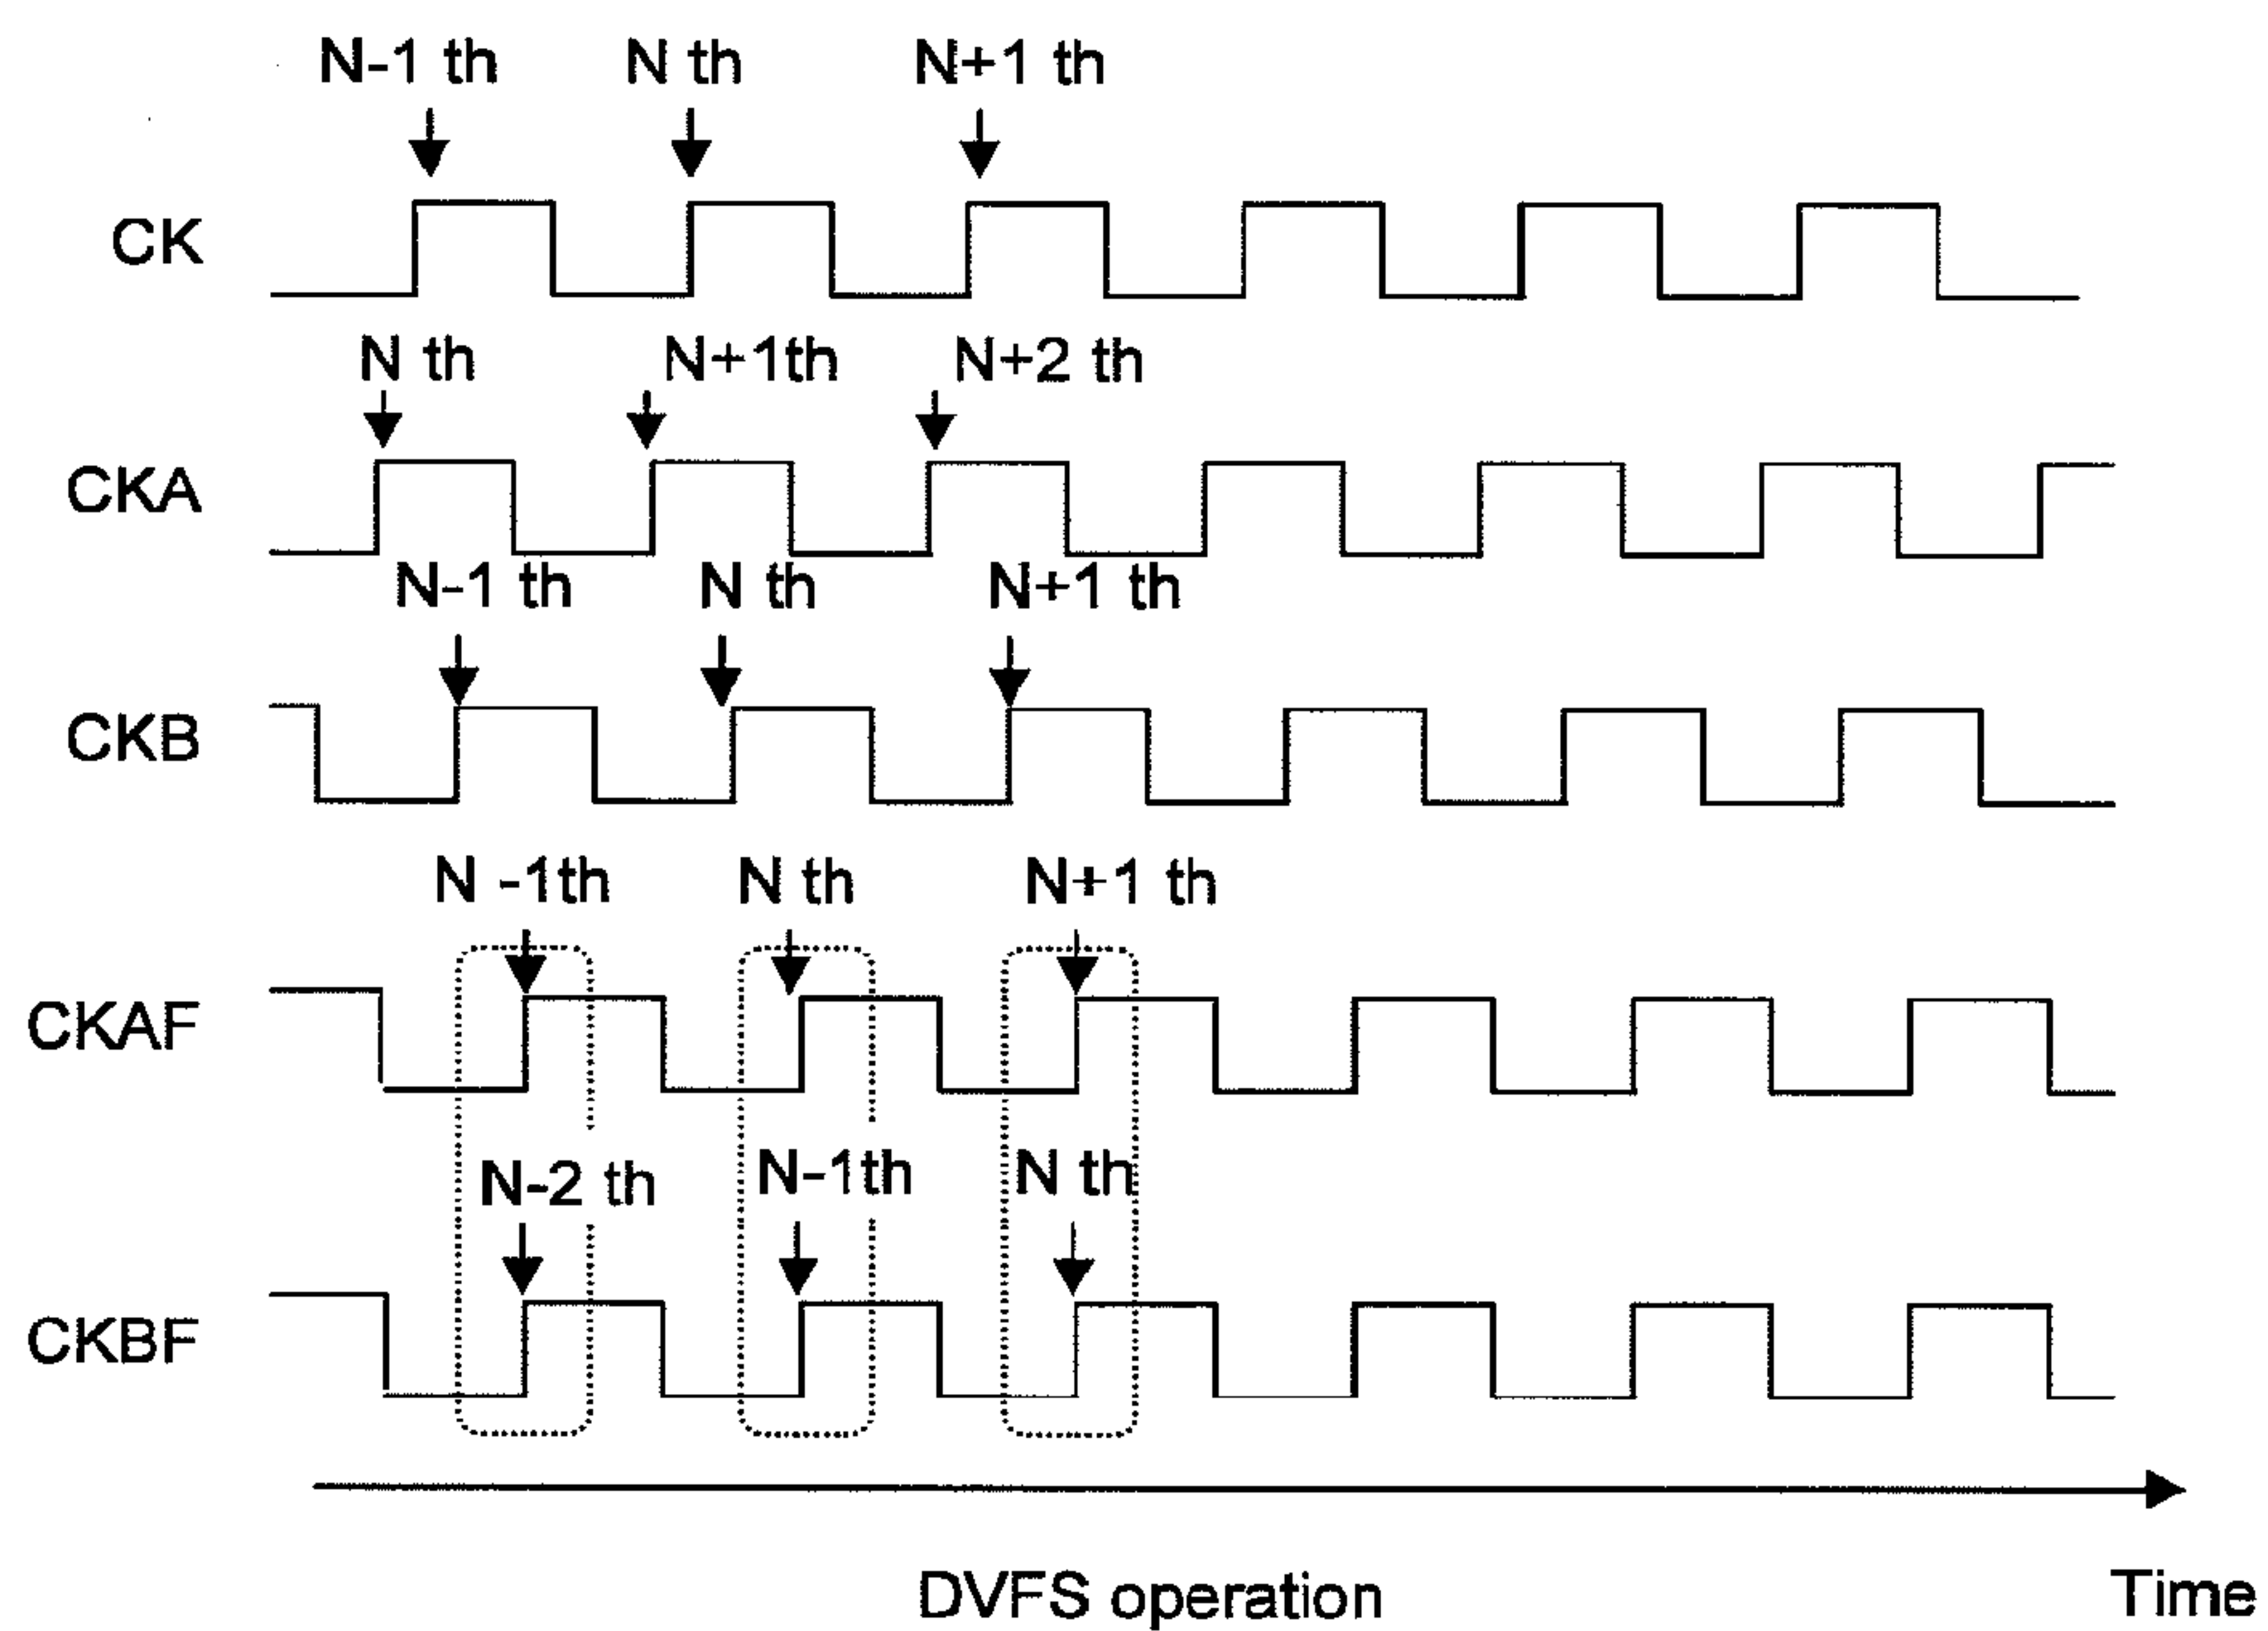 N-1 th N th N+1 th
CK
N th N+1th N+2 th
CKA
N-1 th N th N+1 th
CKB
N -1th N th N+1 th
CKAF
N-2 th N-1th N th
CKBF
DVFS operation Time